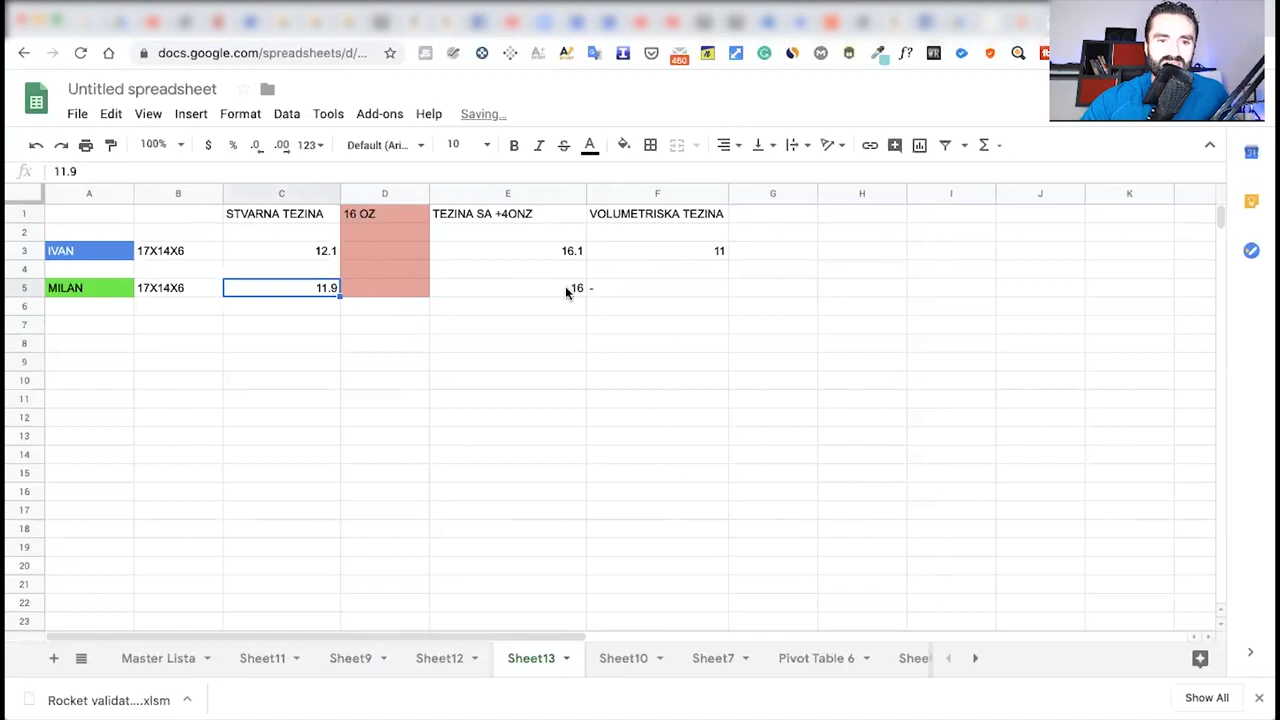 docs.google.com/spreadsheets/d/...
460
Untitled spreadsheet
File Edit View Insert Format Data Tools Add-ons Help Saving...
100% $ % .0 .00 123 Default (Ari... 10 B I S A
fx 11.9
A B C D E F G H I J K
1 STVARNA TEZINA 16 OZ TEZINA SA +4ONZ VOLUMETRISKA TEZINA
2
3 IVAN 17X14X6 12.1 16.1 11
4
5 MILAN 17X14X6 11.9 16 -
6
7
8
9
10
11
12
13
14
15
16
17
18
19
20
21
22
23
Master Lista Sheet11 Sheet9 Sheet12 Sheet13 Sheet10 Sheet7 Pivot Table 6
Rocket validat....xlsm Show All